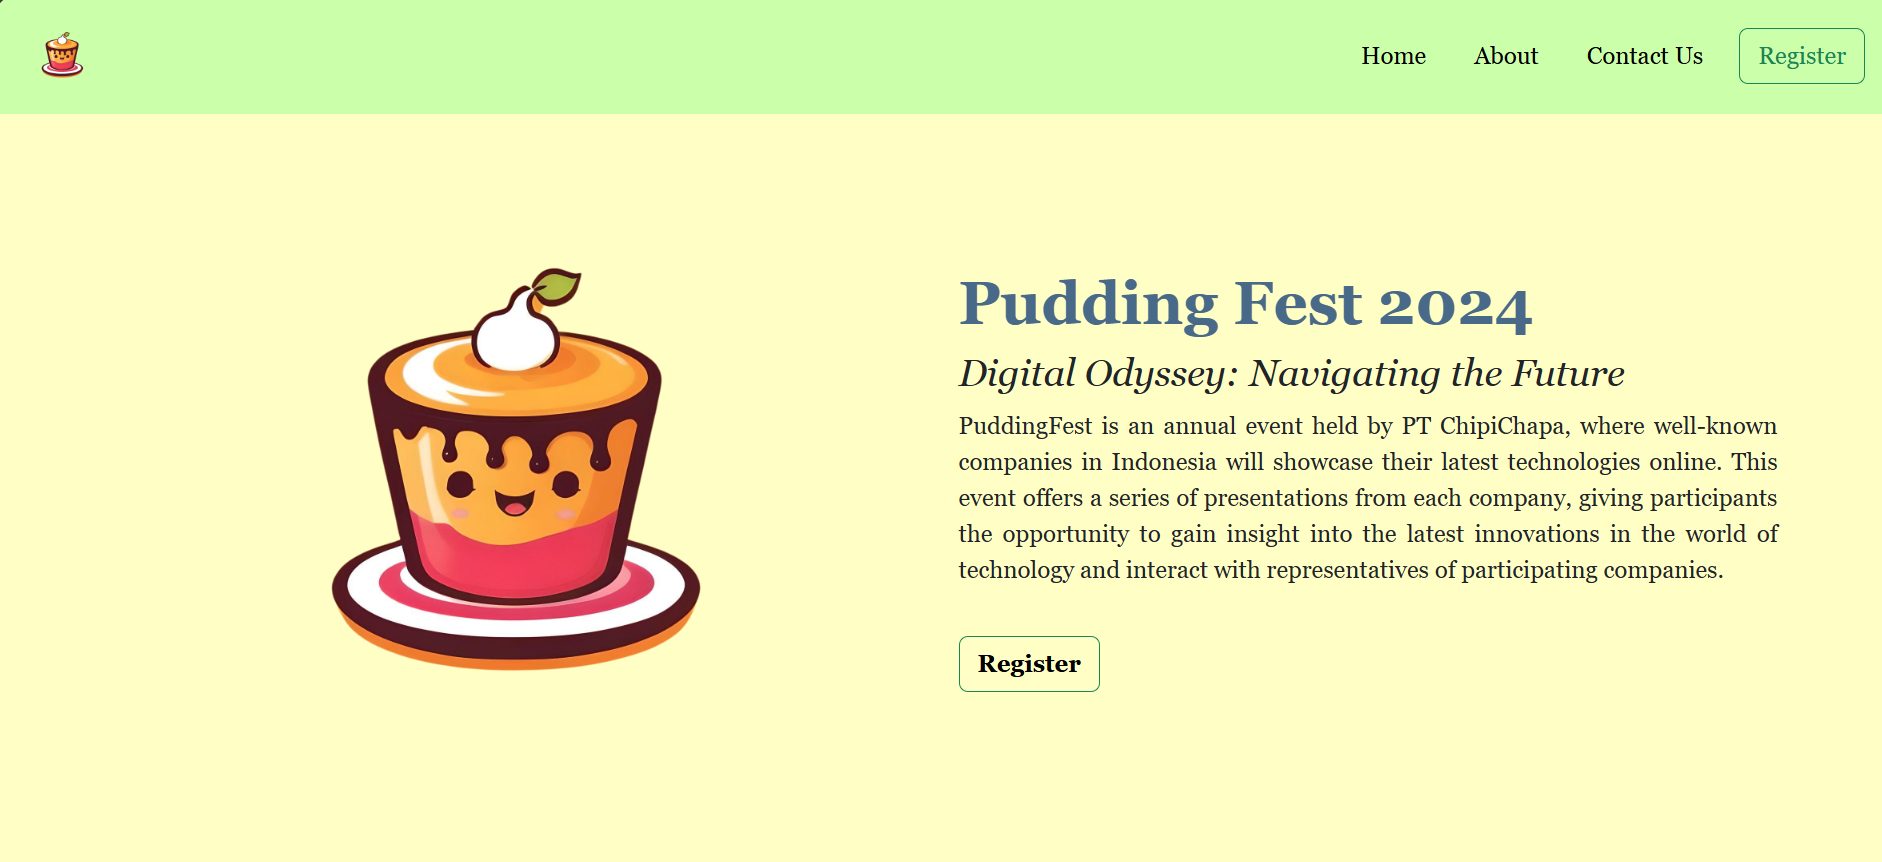 Home About Contact Us Register
Pudding Fest 2024
Digital Odyssey: Navigating the Future
PuddingFest is an annual event held by PT ChipiChapa, where well-known
companies in Indonesia will showcase their latest technologies online. This
event offers a series of presentations from each company, giving participants
the opportunity to gain insight into the latest innovations in the world of
technology and interact with representatives of participating companies.
Register